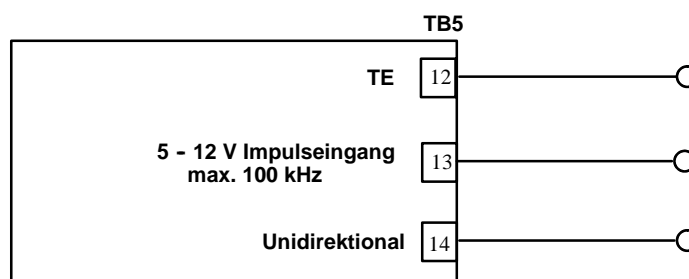 TB5
TE 12
5 - 12 V Impulseingang
max. 100 kHz
13
Unidirektional 14